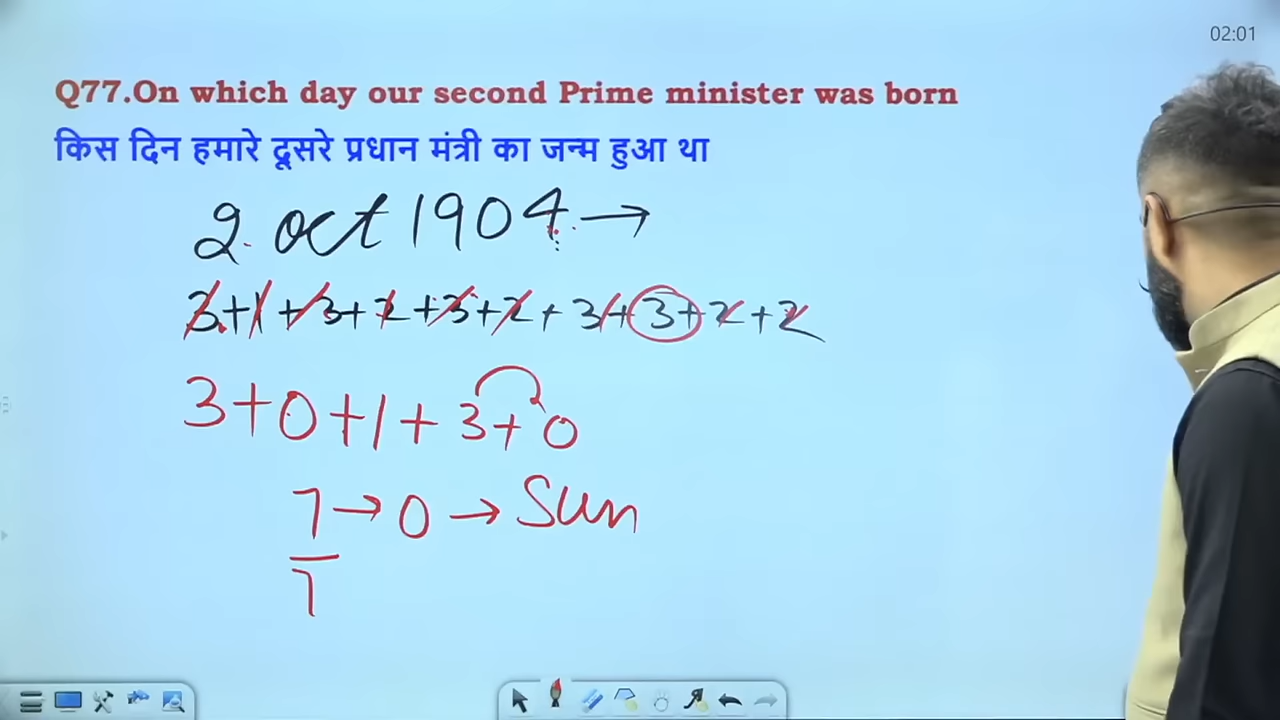 02:01
Q77.On which day our second Prime minister was born
किस दिन हमारे दूसरे प्रधान मंत्री का जन्म हुआ था
2 oct 1904 →
3+1+3+2+3+2+3+3+2+2
3+0+1+3+0
7→0→Sun
7